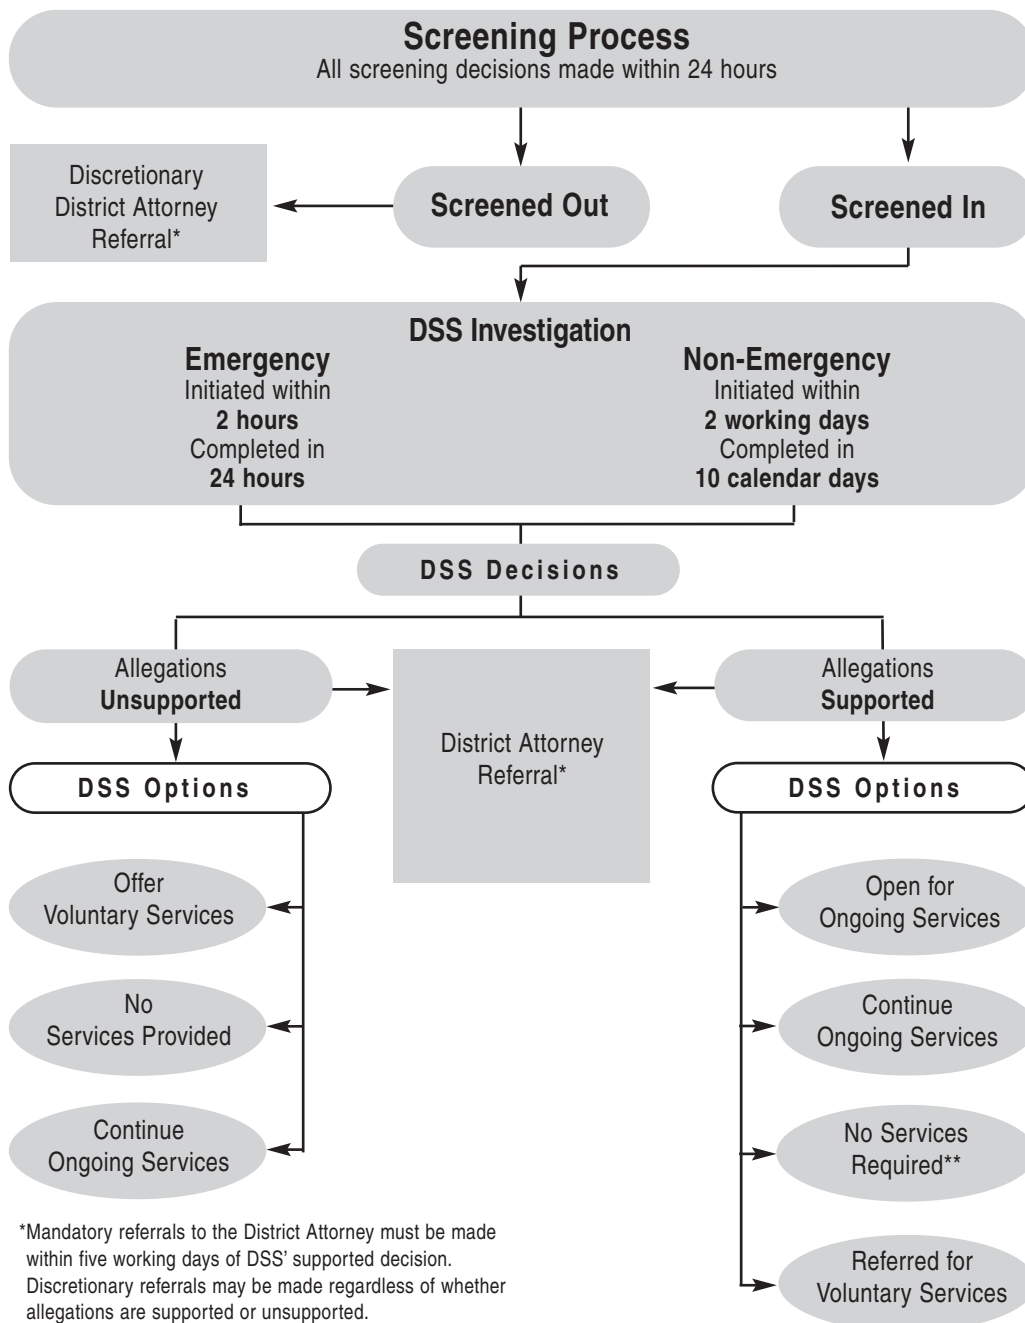 Screening Process
All screening decisions made within 24 hours
Discretionary
District Attorney
Referral*
Screened Out
Screened In
DSS Investigation
Emergency
Initiated within
2 hours
Completed in
24 hours
Non-Emergency
Initiated within
2 working days
Completed in
10 calendar days
DSS Decisions
Allegations
Unsupported
District Attorney
Referral*
Allegations
Supported
DSS Options
Offer
Voluntary Services
No
Services Provided
Continue
Ongoing Services
DSS Options
Open for
Ongoing Services
Continue
Ongoing Services
No Services
Required**
Referred for
Voluntary Services
*Mandatory referrals to the District Attorney must be made
within five working days of DSS' supported decision.
Discretionary referrals may be made regardless of whether
allegations are supported or unsupported.